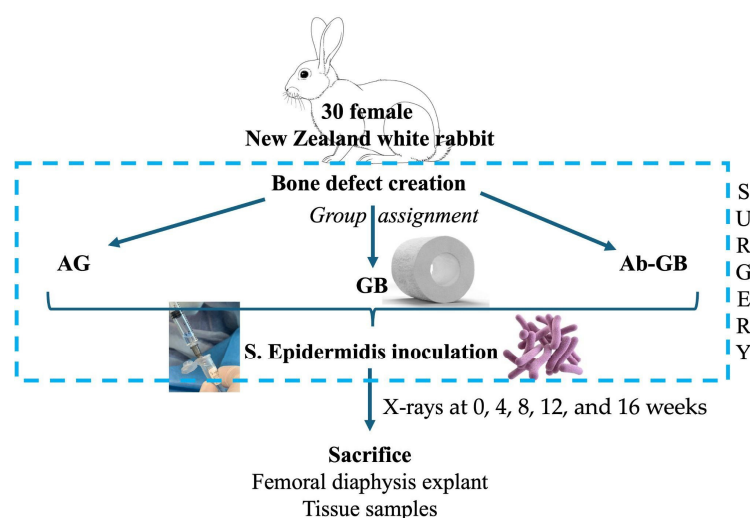 30 female
New Zealand white rabbit
Bone defect creation
Group assignment
AG
GB
Ab-GB
S. Epidermidis inoculation
X-rays at 0, 4, 8, 12, and 16 weeks
Sacrifice
Femoral diaphysis explant
Tissue samples
SURGERY